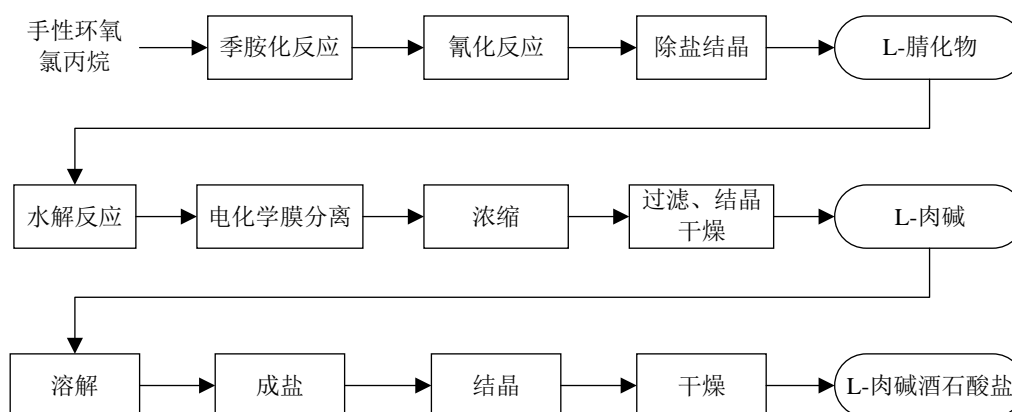 手性环氧
氯丙烷
季胺化反应
氰化反应
除盐结晶
L-腈化物
水解反应
电化学膜分离
浓缩
过滤、结晶
干燥
L-肉碱
溶解
成盐
结晶
干燥
L-肉碱酒石酸盐